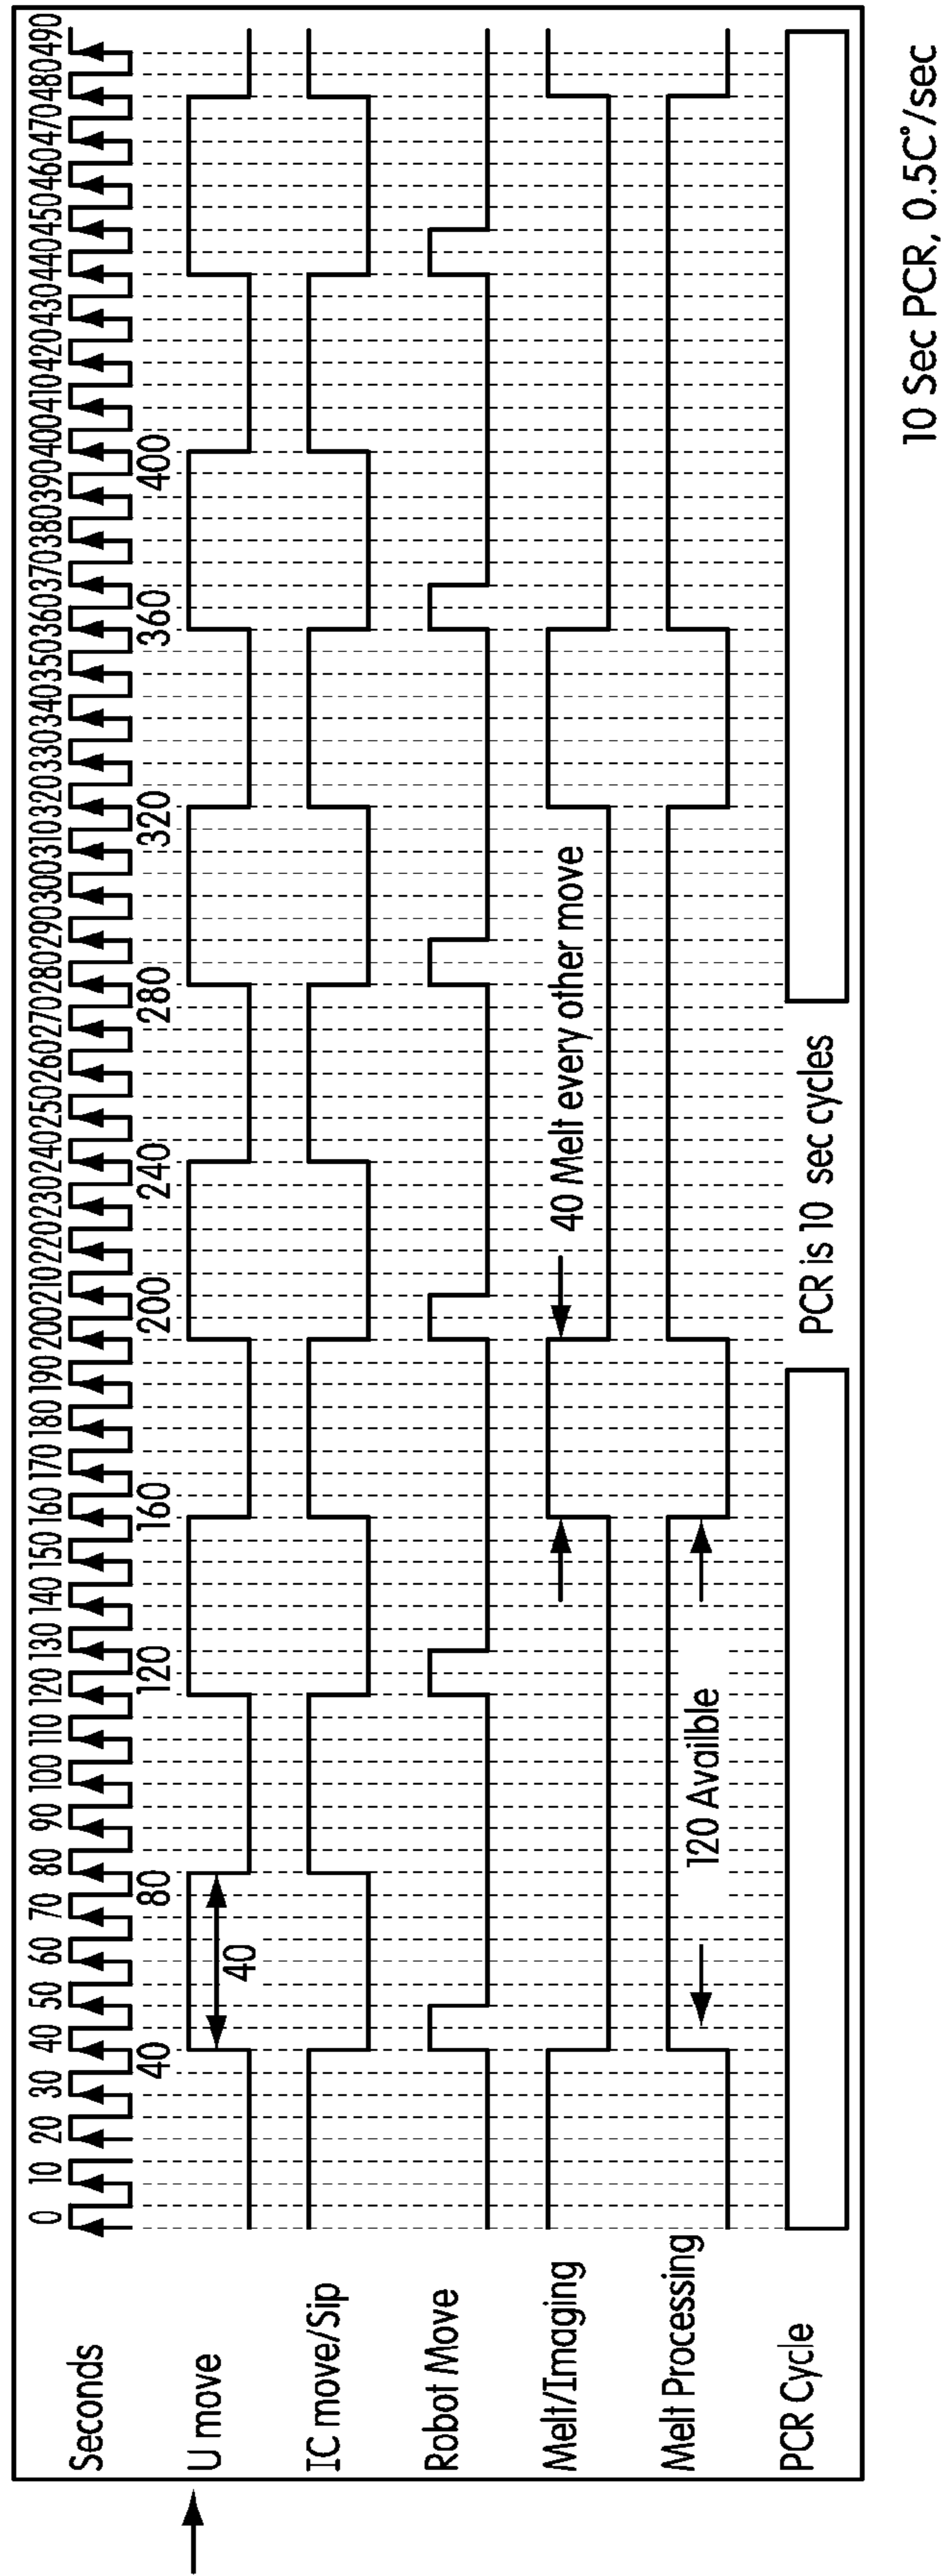 Seconds
0 10 20 30 40 50 60 70 80 90 100 110 120 130 140 150 160 170 180 190 200 210 220 230 240 250 260 270 280 290 300 310 320 330 340 350 360 370 380 390 400 410 420 430 440 450 460 470 480 490
40 80 120 160 200 240 280 320 360 400
U move
40
IC move/Sip
Robot Move
Melt/Imaging
40 Melt every other move
Melt Processing
120 Availble
PCR Cycle
PCR is 10 sec cycles
10 Sec PCR, 0.5C°/sec